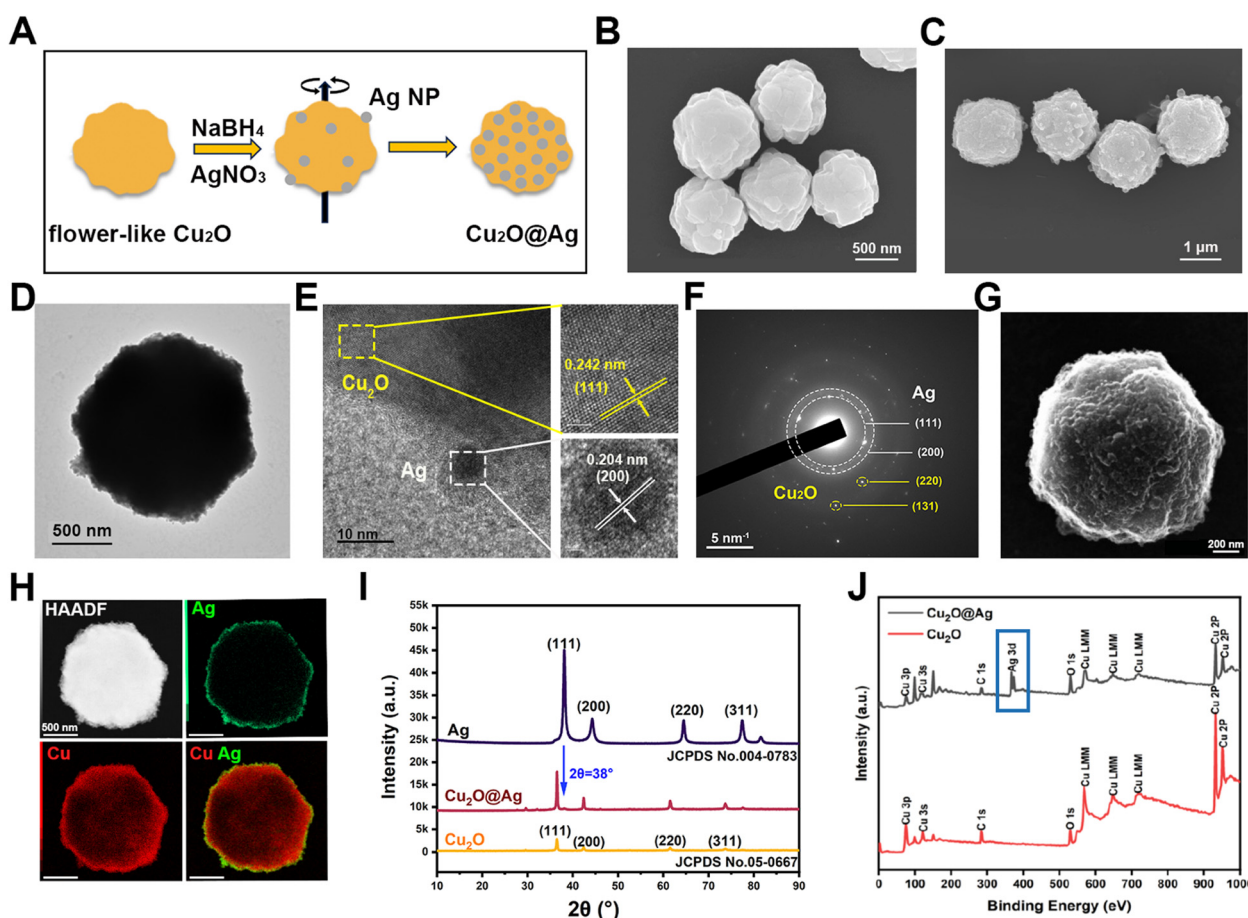 A
NaBH₄
AgNO₃
Ag NP
flower-like Cu₂O
Cu₂O@Ag
B
500 nm
C
1 µm
D
500 nm
E
Cu₂O
Ag
10 nm
0.242 nm
(111)
0.204 nm
(200)
F
Ag
(111)
(200)
Cu₂O
(220)
(131)
5 nm⁻¹
G
200 nm
H
HAADF
500 nm
Ag
Cu
Cu Ag
I
Intensity (a.u.)
55k
50k
45k
40k
35k
30k
25k
20k
15k
10k
5k
0
(111)
(200)
(220)
(311)
Ag
JCPDS No.004-0783
2θ=38°
Cu₂O@Ag
Cu₂O
(111)
(200)
(220)
(311)
JCPDS No.05-0667
10 20 30 40 50 60 70 80 90
2θ (°)
J
Intensity (a.u.)
Cu₂O@Ag
Cu₂O
Cu 3p
Cu 3s
C 1s
Ag 3d
O 1s
Cu LMM
Cu LMM
Cu LMM
Cu 2P
Cu 2P
Cu 3p
Cu 3s
C 1s
O 1s
Cu LMM
Cu LMM
Cu LMM
Cu 2P
Cu 2P
0 100 200 300 400 500 600 700 800 900 1000
Binding Energy (eV)